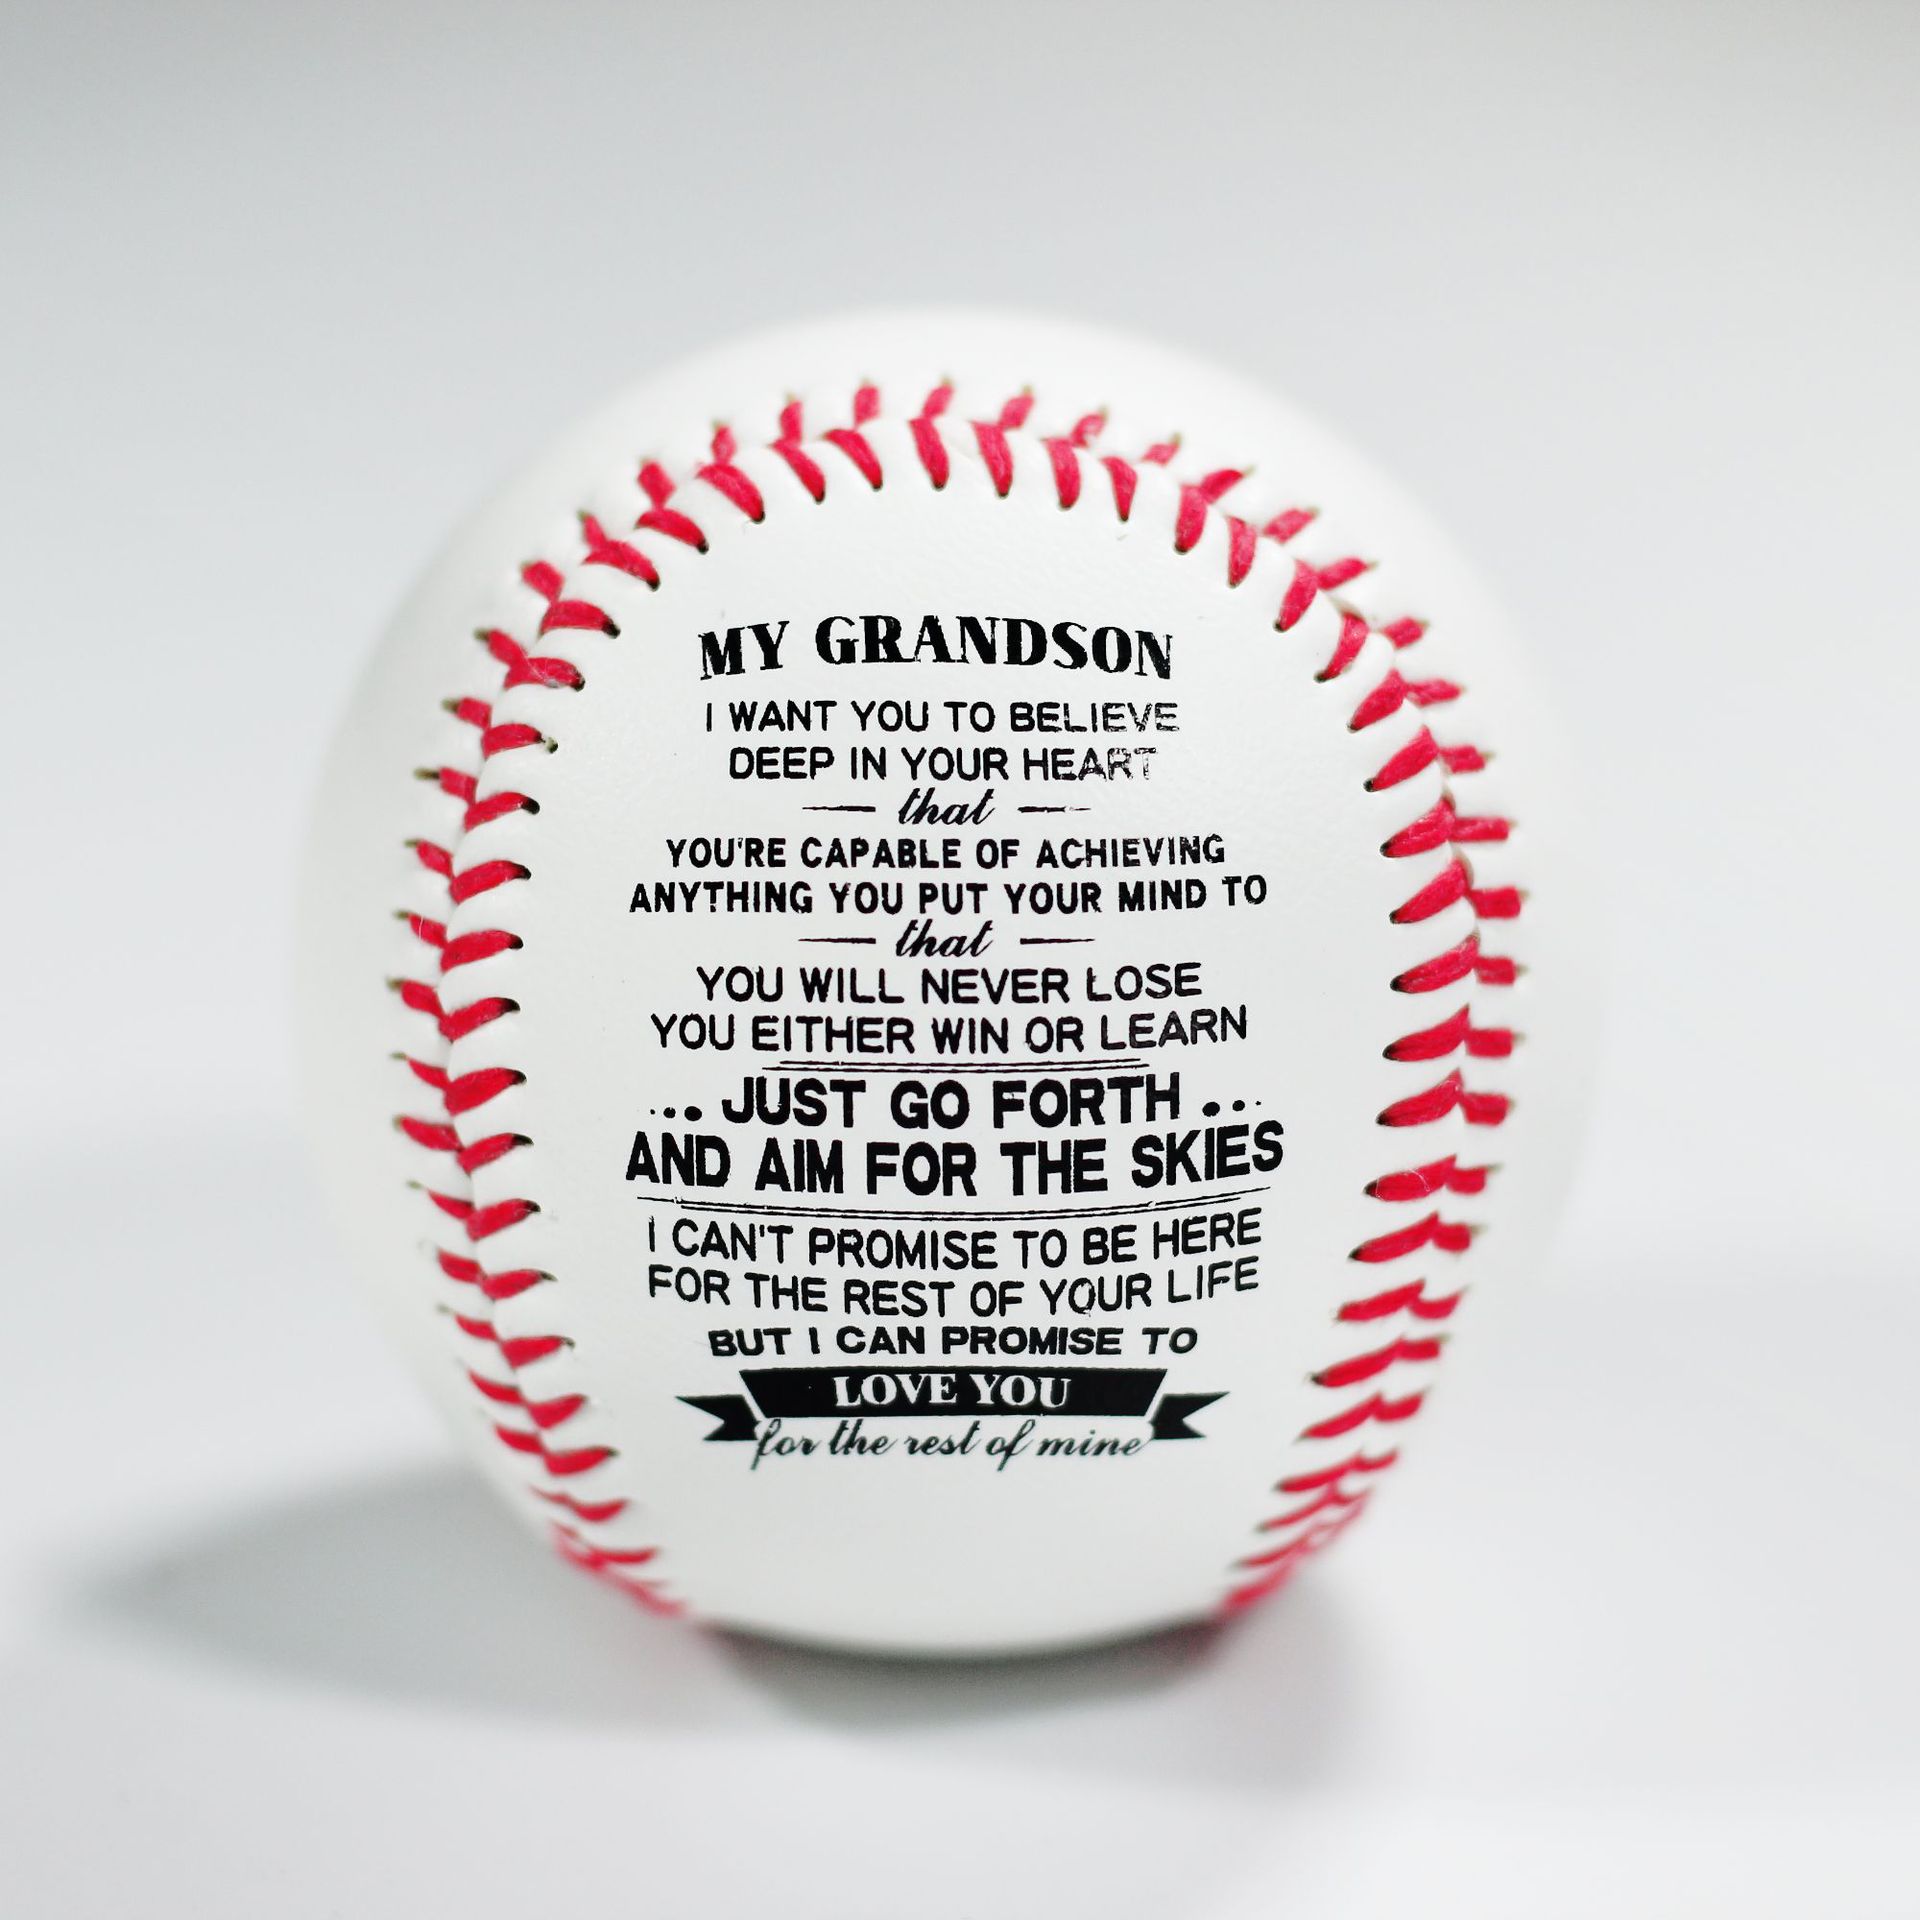 MY GRANDSON
I WANT YOU TO BELIEVE
DEEP IN YOUR HEART
that
YOU'RE CAPABLE OF ACHIEVING
ANYTHING YOU PUT YOUR MIND TO
that
YOU WILL NEVER LOSE
YOU EITHER WIN OR LEARN
...JUST GO FORTH...
AND AIM FOR THE SKIES
I CAN'T PROMISE TO BE HERE
FOR THE REST OF YOUR LIFE
BUT I CAN PROMISE TO
LOVE YOU
for the rest of mine